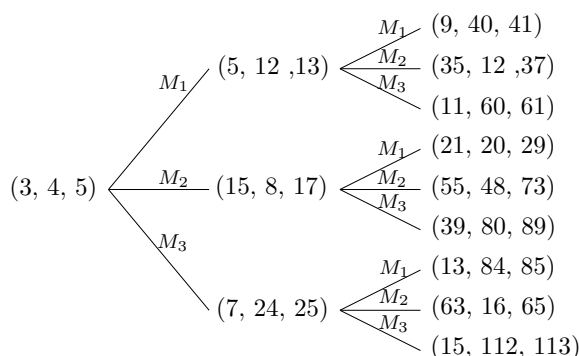 (9, 40, 41)
M₁
(5, 12 ,13) M₂ (35, 12 ,37)
M₁ M₃
(11, 60, 61)
(21, 20, 29)
M₁
(3, 4, 5) M₂ (15, 8, 17) M₂ (55, 48, 73)
M₃
(39, 80, 89)
M₃
(13, 84, 85)
M₁
(7, 24, 25) M₂ (63, 16, 65)
M₃
(15, 112, 113)